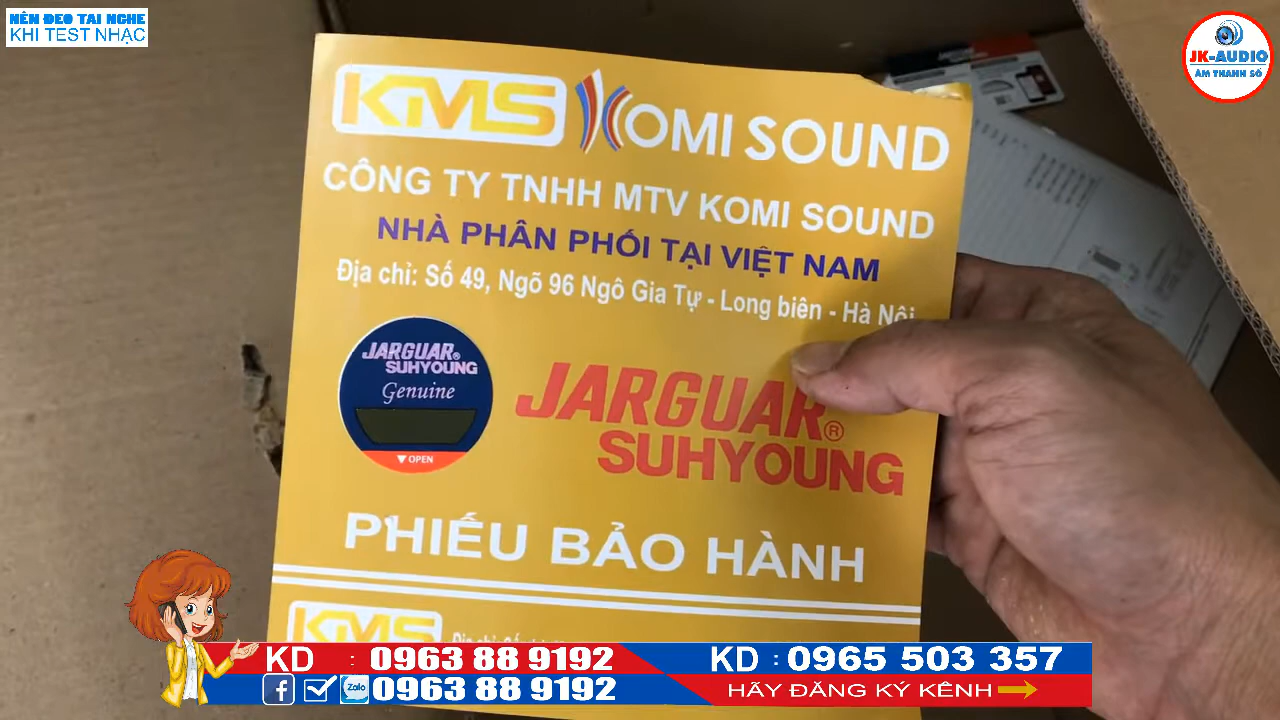 NÊN ĐEO TAI NGHE
KHI TEST NHẠC
JK-AUDIO
ÂM THANH SỐ
KMS KOMI SOUND
CÔNG TY TNHH MTV KOMI SOUND
NHÀ PHÂN PHỐI TẠI VIỆT NAM
Địa chỉ: Số 49, Ngõ 96 Ngô Gia Tự - Long biên - Hà Nội
JARGUAR®
SUHYOUNG
Genuine
▼ OPEN
JARGUAR®
SUHYOUNG
PHIẾU BẢO HÀNH
KMS
KD : 0963 88 9192
Zalo 0963 88 9192
KD : 0965 503 357
HÃY ĐĂNG KÝ KÊNH